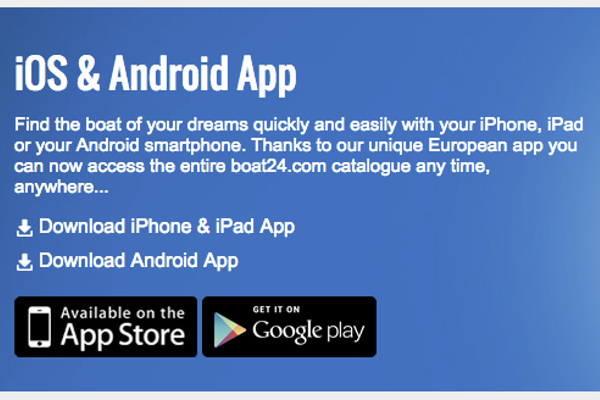 iOS & Android App
Find the boat of your dreams quickly and easily with your iPhone, iPad
or your Android smartphone. Thanks to our unique European app you
can now access the entire boat24.com catalogue any time,
anywhere...
Download iPhone & iPad App
Download Android App
Available on the
App Store
GET IT ON
Google play